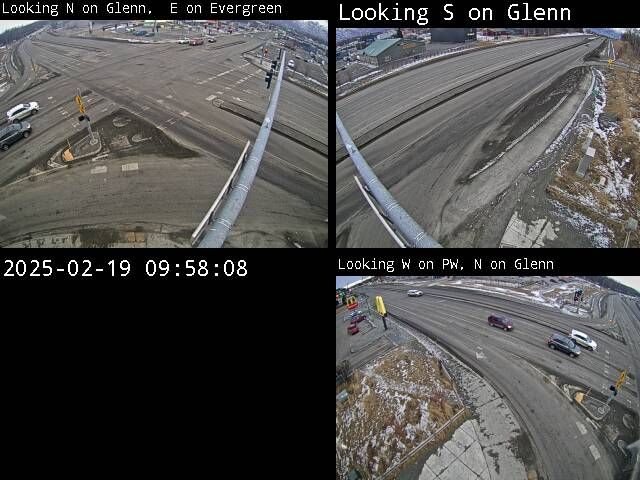 Looking N on Glenn,  E on Evergreen
Looking S on Glenn
2025-02-19 09:58:08
Looking W on PW, N on Glenn